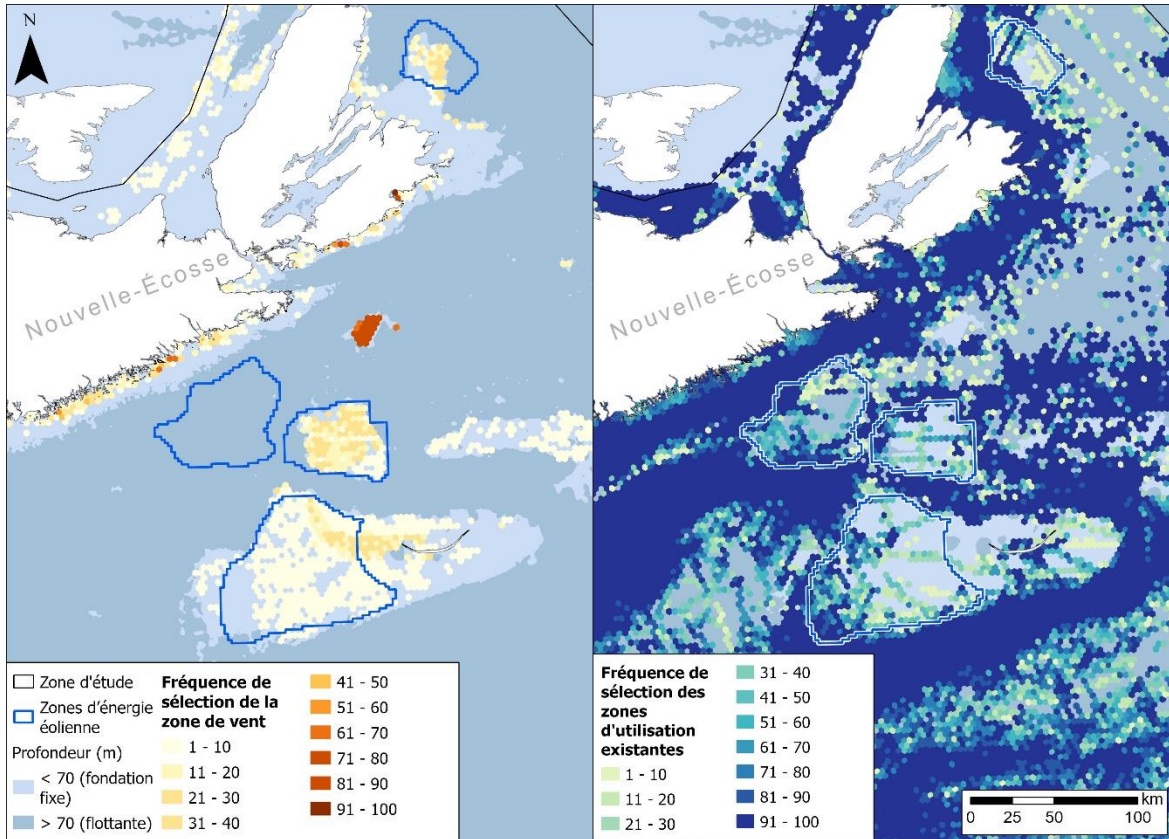 N
Nouvelle-Écosse
Zone d'étude
Zones d'énergie
éolienne
Profondeur (m)
< 70 (fondation
fixe)
> 70 (flottante)
Fréquence de
sélection de la
zone de vent
1 - 10
11 - 20
21 - 30
31 - 40
41 - 50
51 - 60
61 - 70
71 - 80
81 - 90
91 - 100
Nouvelle-Écosse
Fréquence de
sélection des
zones
d'utilisation
existantes
1 - 10
11 - 20
21 - 30
31 - 40
41 - 50
51 - 60
61 - 70
71 - 80
81 - 90
91 - 100
km
0 25 50 100